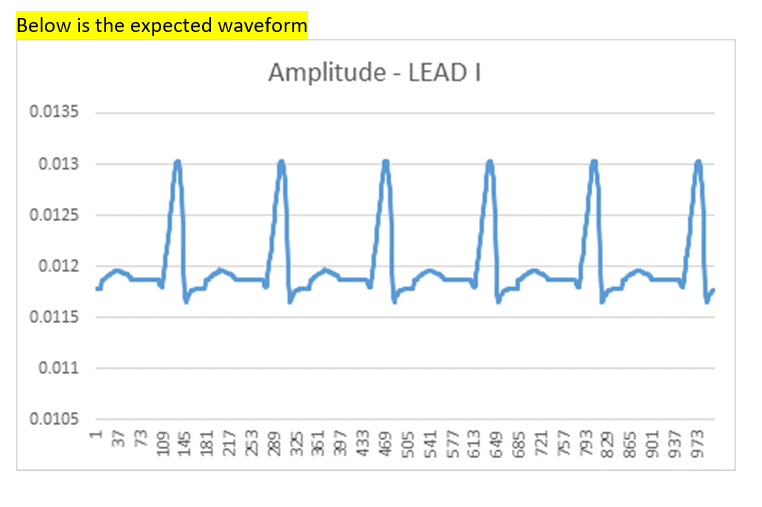 Below is the expected waveform
Amplitude - LEAD I
0.0135
0.013
0.0125
0.012
0.0115
0.011
0.0105
1 37 73 109 145 181 217 253 289 325 361 397 433 469 505 541 577 613 649 685 721 757 793 829 865 901 937 973